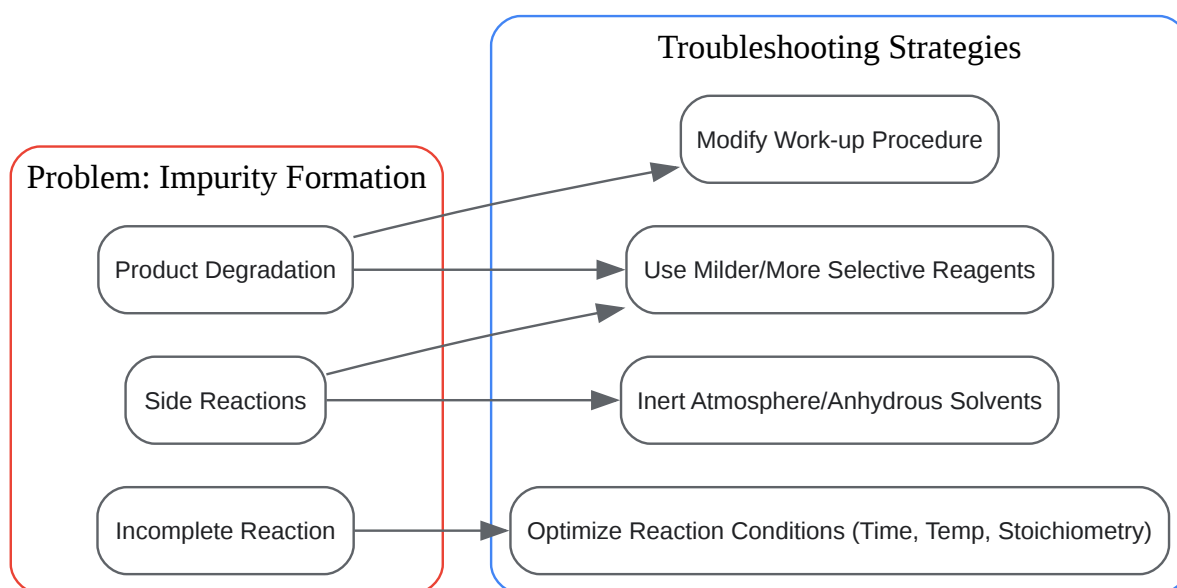 Problem: Impurity Formation
Product Degradation
Side Reactions
Incomplete Reaction
Troubleshooting Strategies
Modify Work-up Procedure
Use Milder/More Selective Reagents
Inert Atmosphere/Anhydrous Solvents
Optimize Reaction Conditions (Time, Temp, Stoichiometry)